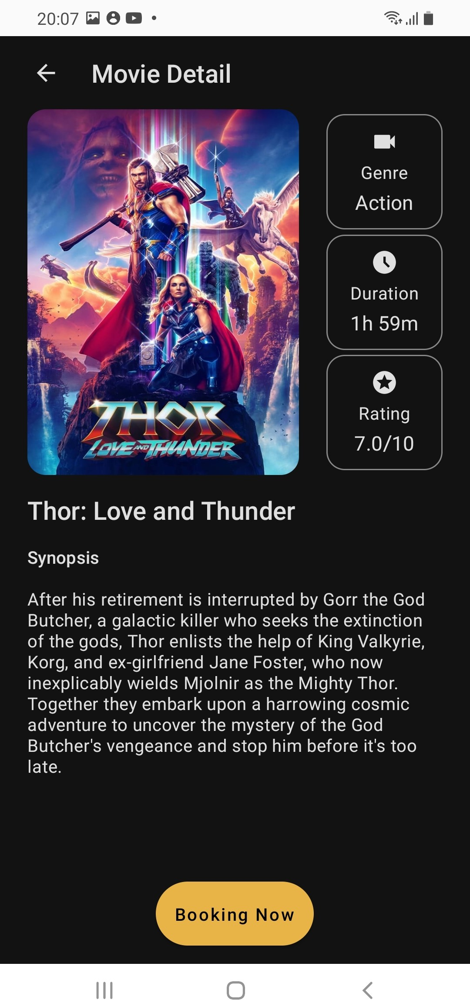 20:07
Movie Detail
Genre
Action
Duration
1h 59m
Rating
7.0/10
THOR
LOVE AND THUNDER
Thor: Love and Thunder
Synopsis
After his retirement is interrupted by Gorr the God
Butcher, a galactic killer who seeks the extinction
of the gods, Thor enlists the help of King Valkyrie,
Korg, and ex-girlfriend Jane Foster, who now
inexplicably wields Mjolnir as the Mighty Thor.
Together they embark upon a harrowing cosmic
adventure to uncover the mystery of the God
Butcher's vengeance and stop him before it's too
late.
Booking Now